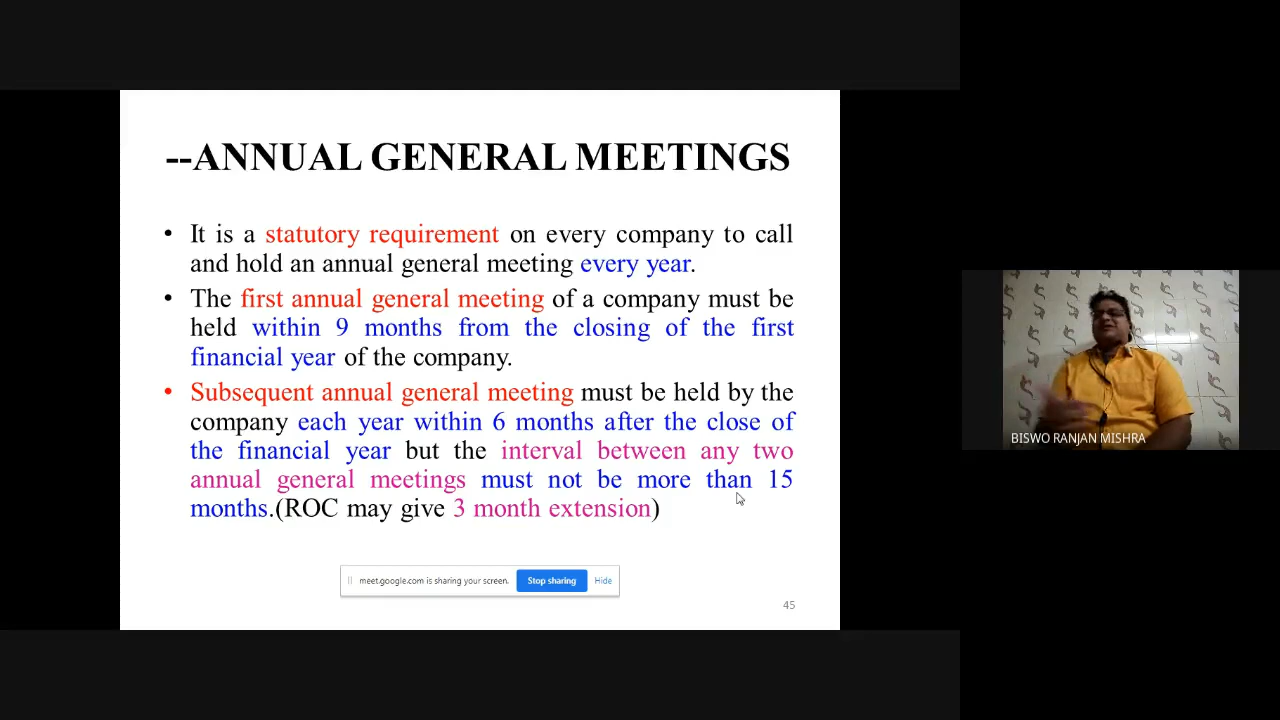 --ANNUAL GENERAL MEETINGS
• It is a statutory requirement on every company to call
and hold an annual general meeting every year.
• The first annual general meeting of a company must be
held within 9 months from the closing of the first
financial year of the company.
• Subsequent annual general meeting must be held by the
company each year within 6 months after the close of
the financial year but the interval between any two
annual general meetings must not be more than 15
months.(ROC may give 3 month extension)
meet.google.com is sharing your screen. Stop sharing Hide
45
BISWO RANJAN MISHRA